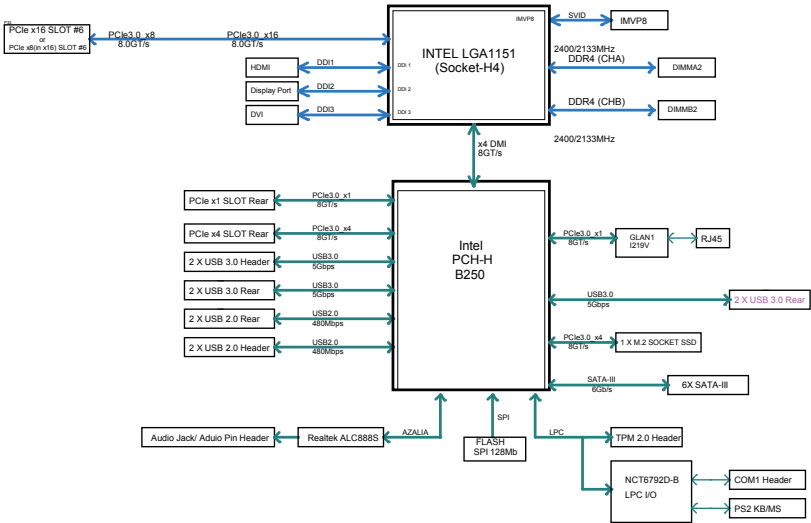 P20
PCIe x16 SLOT #6
or
PCIe x8(in x16) SLOT #6
PCIe3.0_x8
8.0GT/s
PCIe3.0_x16
8.0GT/s
IMVP8
SVID
IMVP8
INTEL LGA1151
(Socket-H4)
HDMI
DDI1
DDI 1
Display Port
DDI2
DDI 2
DVI
DDI3
DDI 3
2400/2133MHz
DDR4 (CHA)
DIMMA2
DDR4 (CHB)
DIMMB2
2400/2133MHz
x4 DMI
8GT/s
Intel
PCH-H
B250
PCIe x1 SLOT Rear
PCIe3.0_x1
8GT/s
PCIe x4 SLOT Rear
PCIe3.0_x4
8GT/s
2 X USB 3.0 Header
USB3.0
5Gbps
2 X USB 3.0 Rear
USB3.0
5Gbps
2 X USB 2.0 Rear
USB2.0
480Mbps
2 X USB 2.0 Header
USB2.0
480Mbps
PCIe3.0_x1
8GT/s
GLAN1
I219V
RJ45
USB3.0
5Gbps
2 X USB 3.0 Rear
PCIe3.0_x4
8GT/s
1 X M.2 SOCKET SSD
SATA-III
6Gb/s
6X SATA-III
Audio Jack/ Aduio Pin Header
Realtek ALC888S
AZALIA
SPI
FLASH
SPI 128Mb
LPC
TPM 2.0 Header
NCT6792D-B
LPC I/O
COM1 Header
PS2 KB/MS